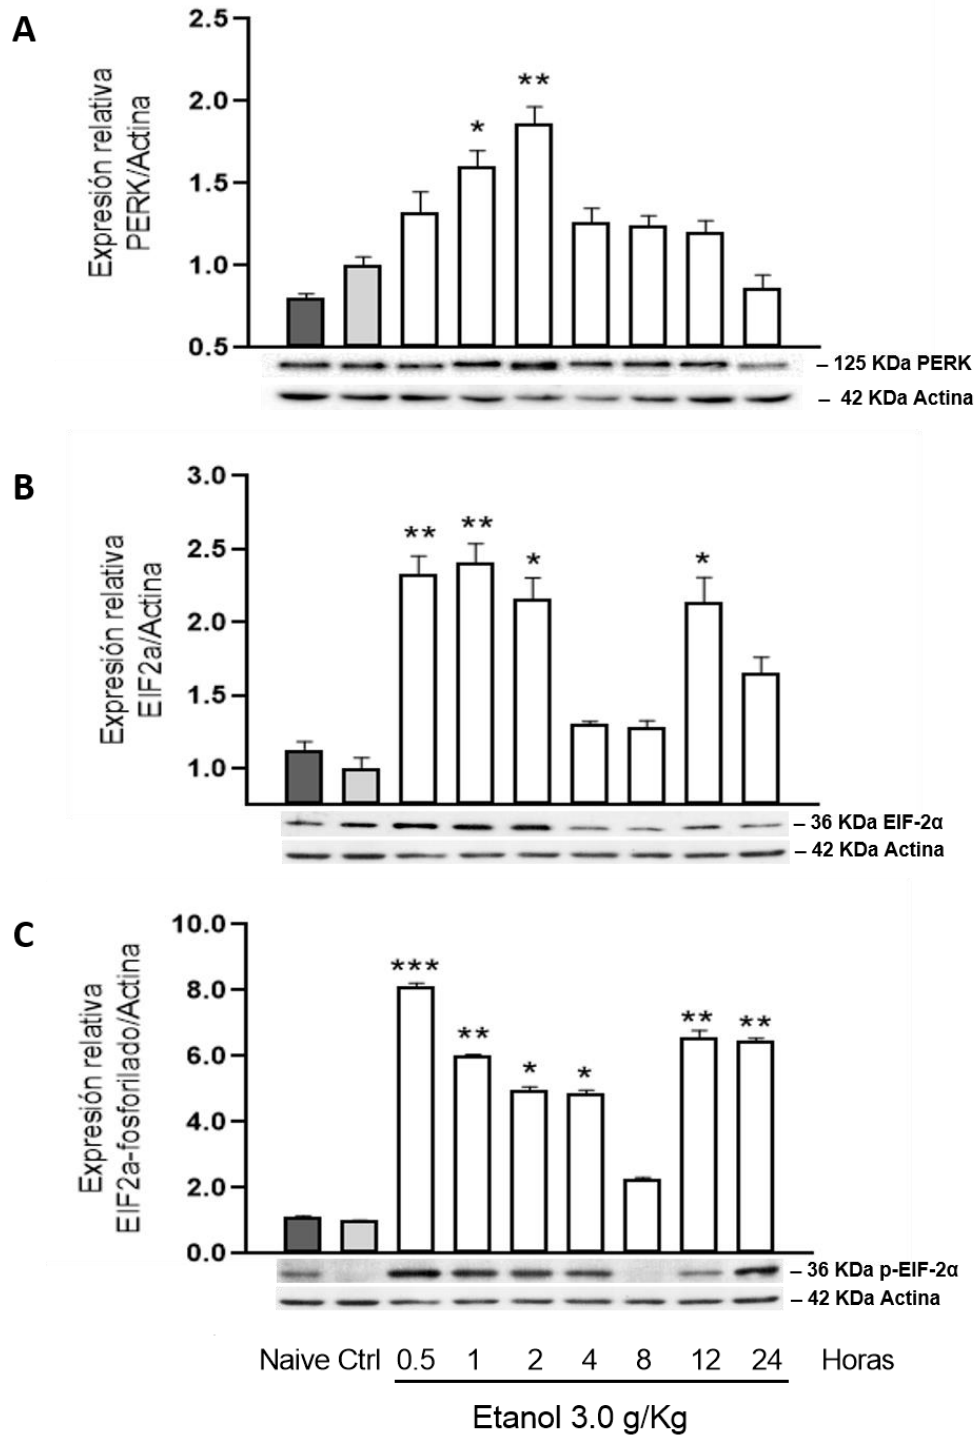 A
Expresión relativa
PERK/Actina
2.5
2.0
1.5
1.0
0.5
*
**
– 125 KDa PERK
– 42 KDa Actina
B
Expresión relativa
EIF2a/Actina
3.0
2.5
2.0
1.5
1.0
**
**
*
*
– 36 KDa EIF-2α
– 42 KDa Actina
C
Expresión relativa
EIF2a-fosforilado/Actina
10.0
8.0
6.0
4.0
2.0
0.0
***
**
*
*
**
**
– 36 KDa p-EIF-2α
– 42 KDa Actina
Naive Ctrl 0.5 1 2 4 8 12 24 Horas
Etanol 3.0 g/Kg